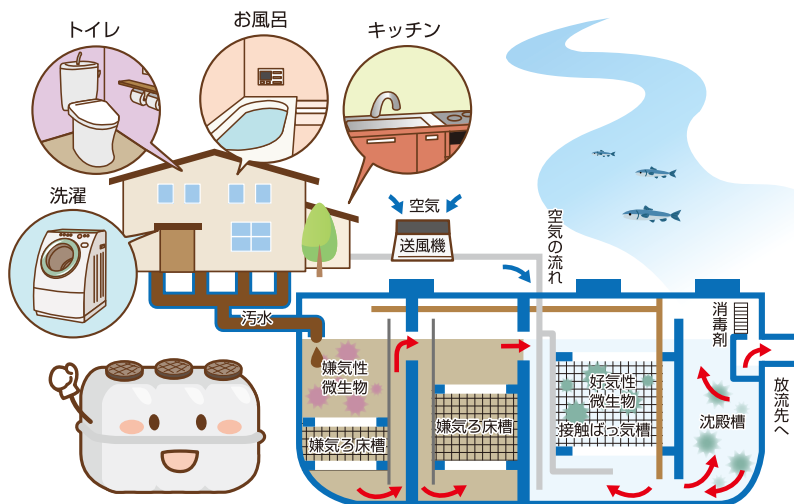 トイレ
お風呂
キッチン
洗濯
空気
送風機
空気の流れ
汚水
嫌気性
微生物
嫌気ろ床槽
嫌気ろ床槽
好気性
微生物
接触ばっ気槽
消毒剤
沈殿槽
放流先へ